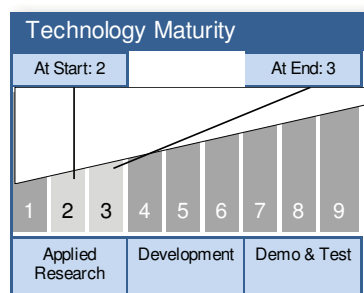 Technology Maturity
At Start: 2
At End: 3
1 2 3 4 5 6 7 8 9
Applied Research
Development
Demo & Test